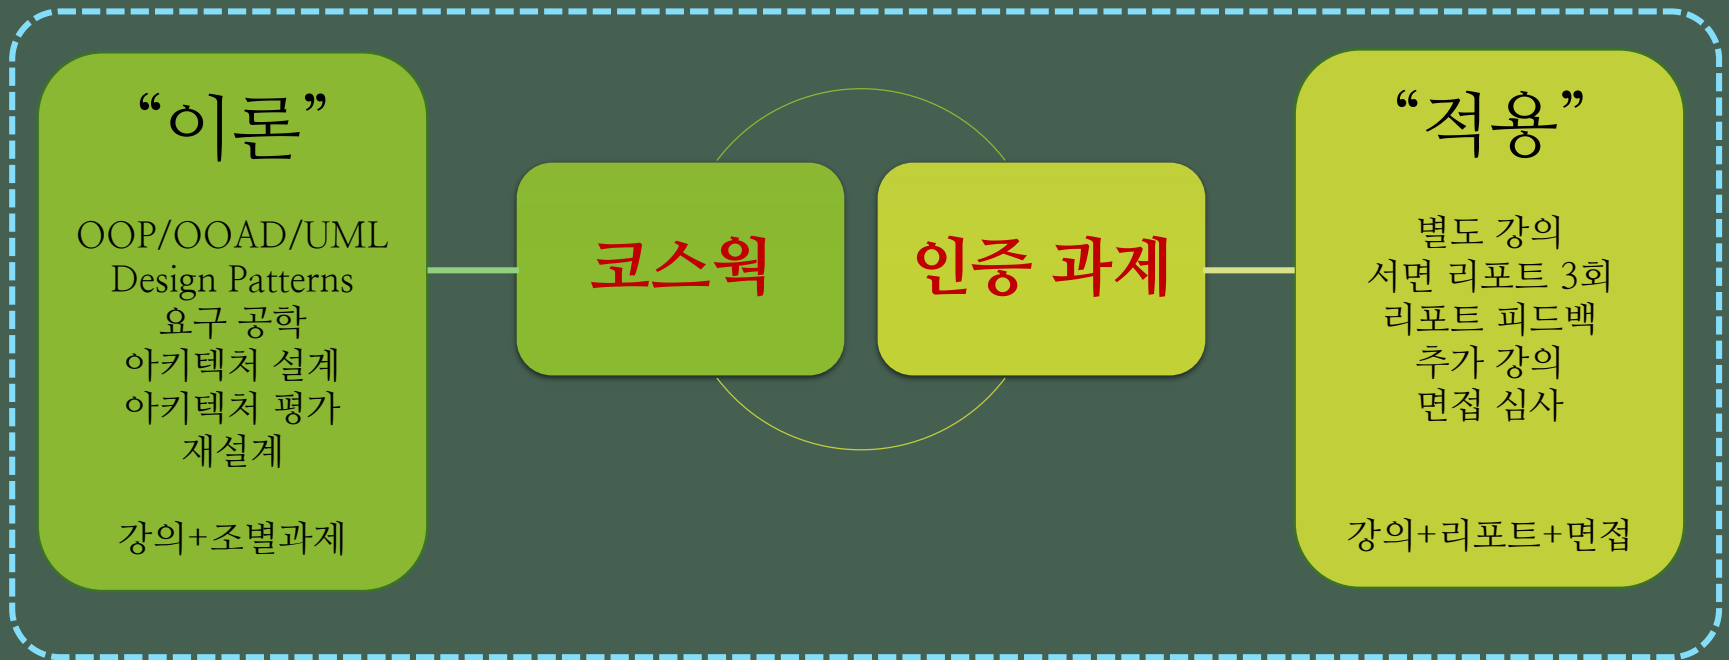 “이론”
OOP/OOAD/UML
Design Patterns
요구 공학
아키텍처 설계
아키텍처 평가
재설계
강의+조별과제
코스웍
인증 과제
“적용”
별도 강의
서면 리포트 3회
리포트 피드백
추가 강의
면접 심사
강의+리포트+면접